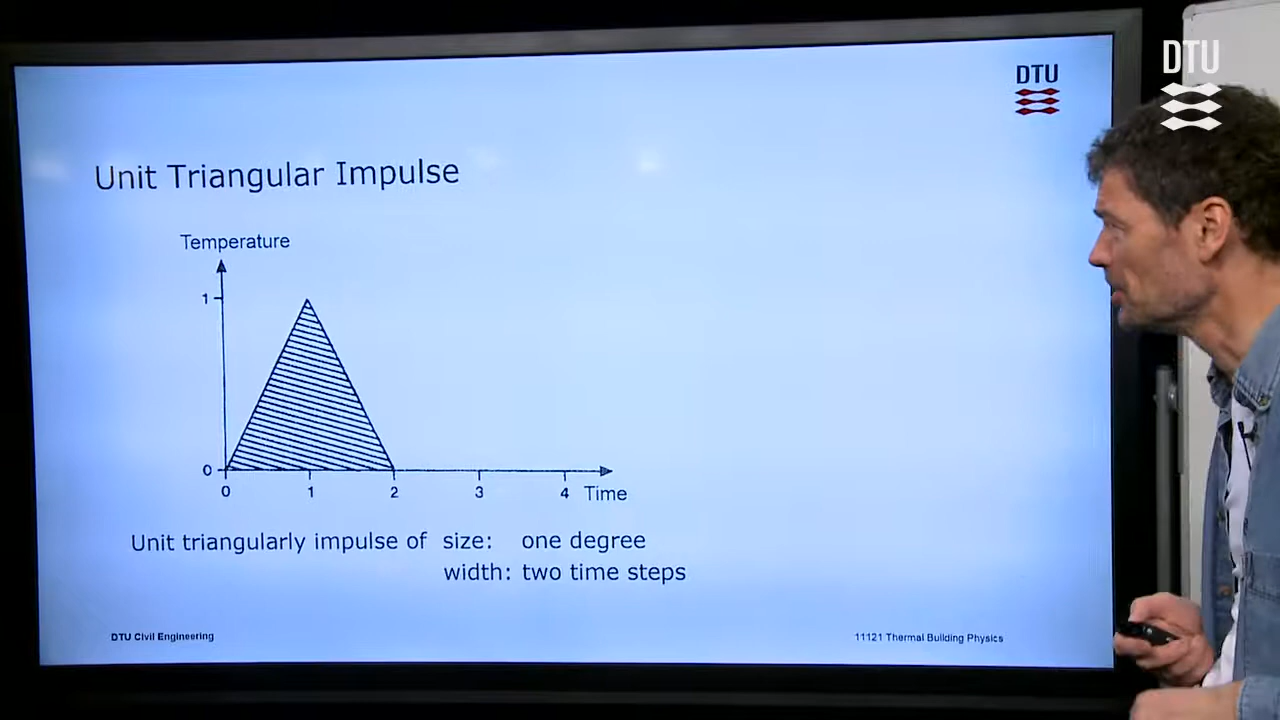 DTU
DTU
Unit Triangular Impulse
Temperature
1
0
0 1 2 3 4 Time
Unit triangularly impulse of size: one degree
width: two time steps
DTU Civil Engineering
11121 Thermal Building Physics